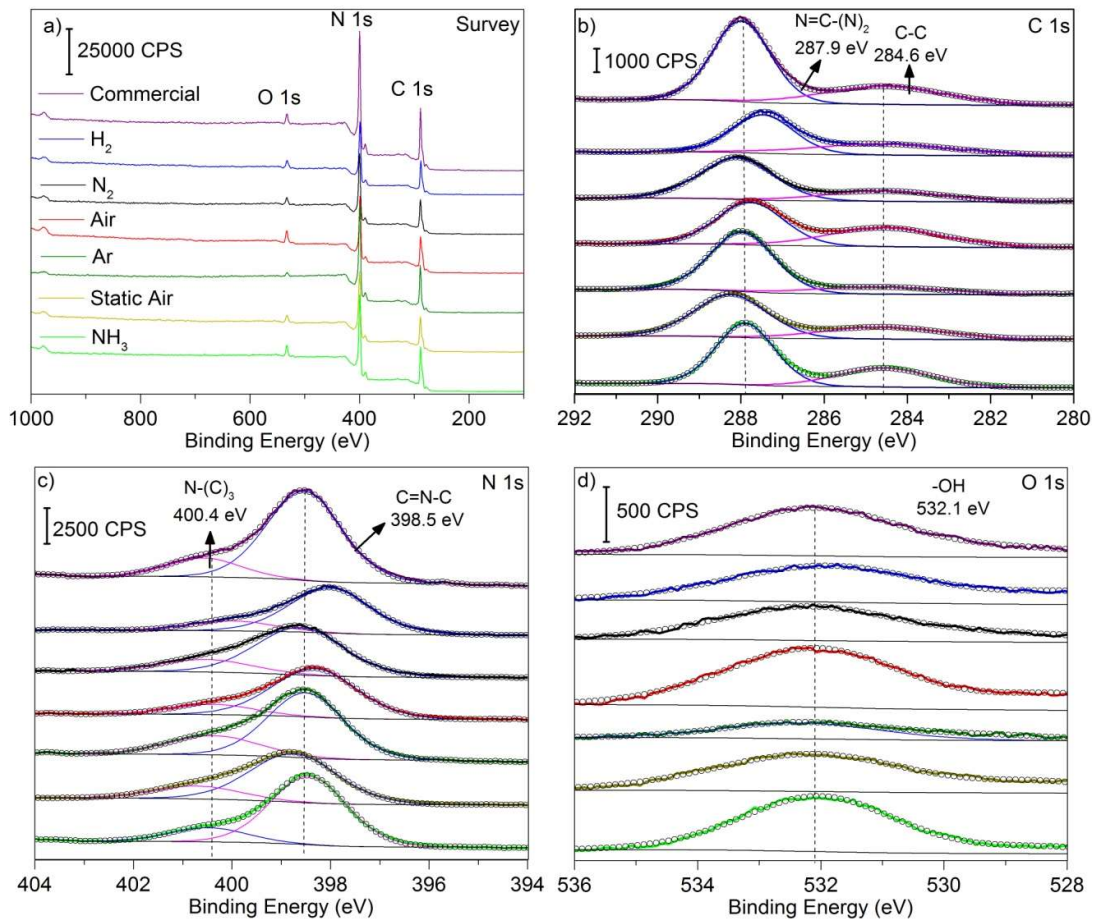 a)
N 1s
Survey
25000 CPS
Commercial
O 1s
C 1s
H₂
N₂
Air
Ar
Static Air
NH₃
1000 800 600 400 200
Binding Energy (eV)
b)
C 1s
1000 CPS
N=C-(N)₂
287.9 eV
C-C
284.6 eV
292 290 288 286 284 282 280
Binding Energy (eV)
c)
N 1s
2500 CPS
N-(C)₃
400.4 eV
C=N-C
398.5 eV
404 402 400 398 396 394
Binding Energy (eV)
d)
O 1s
500 CPS
-OH
532.1 eV
536 534 532 530 528
Binding Energy (eV)